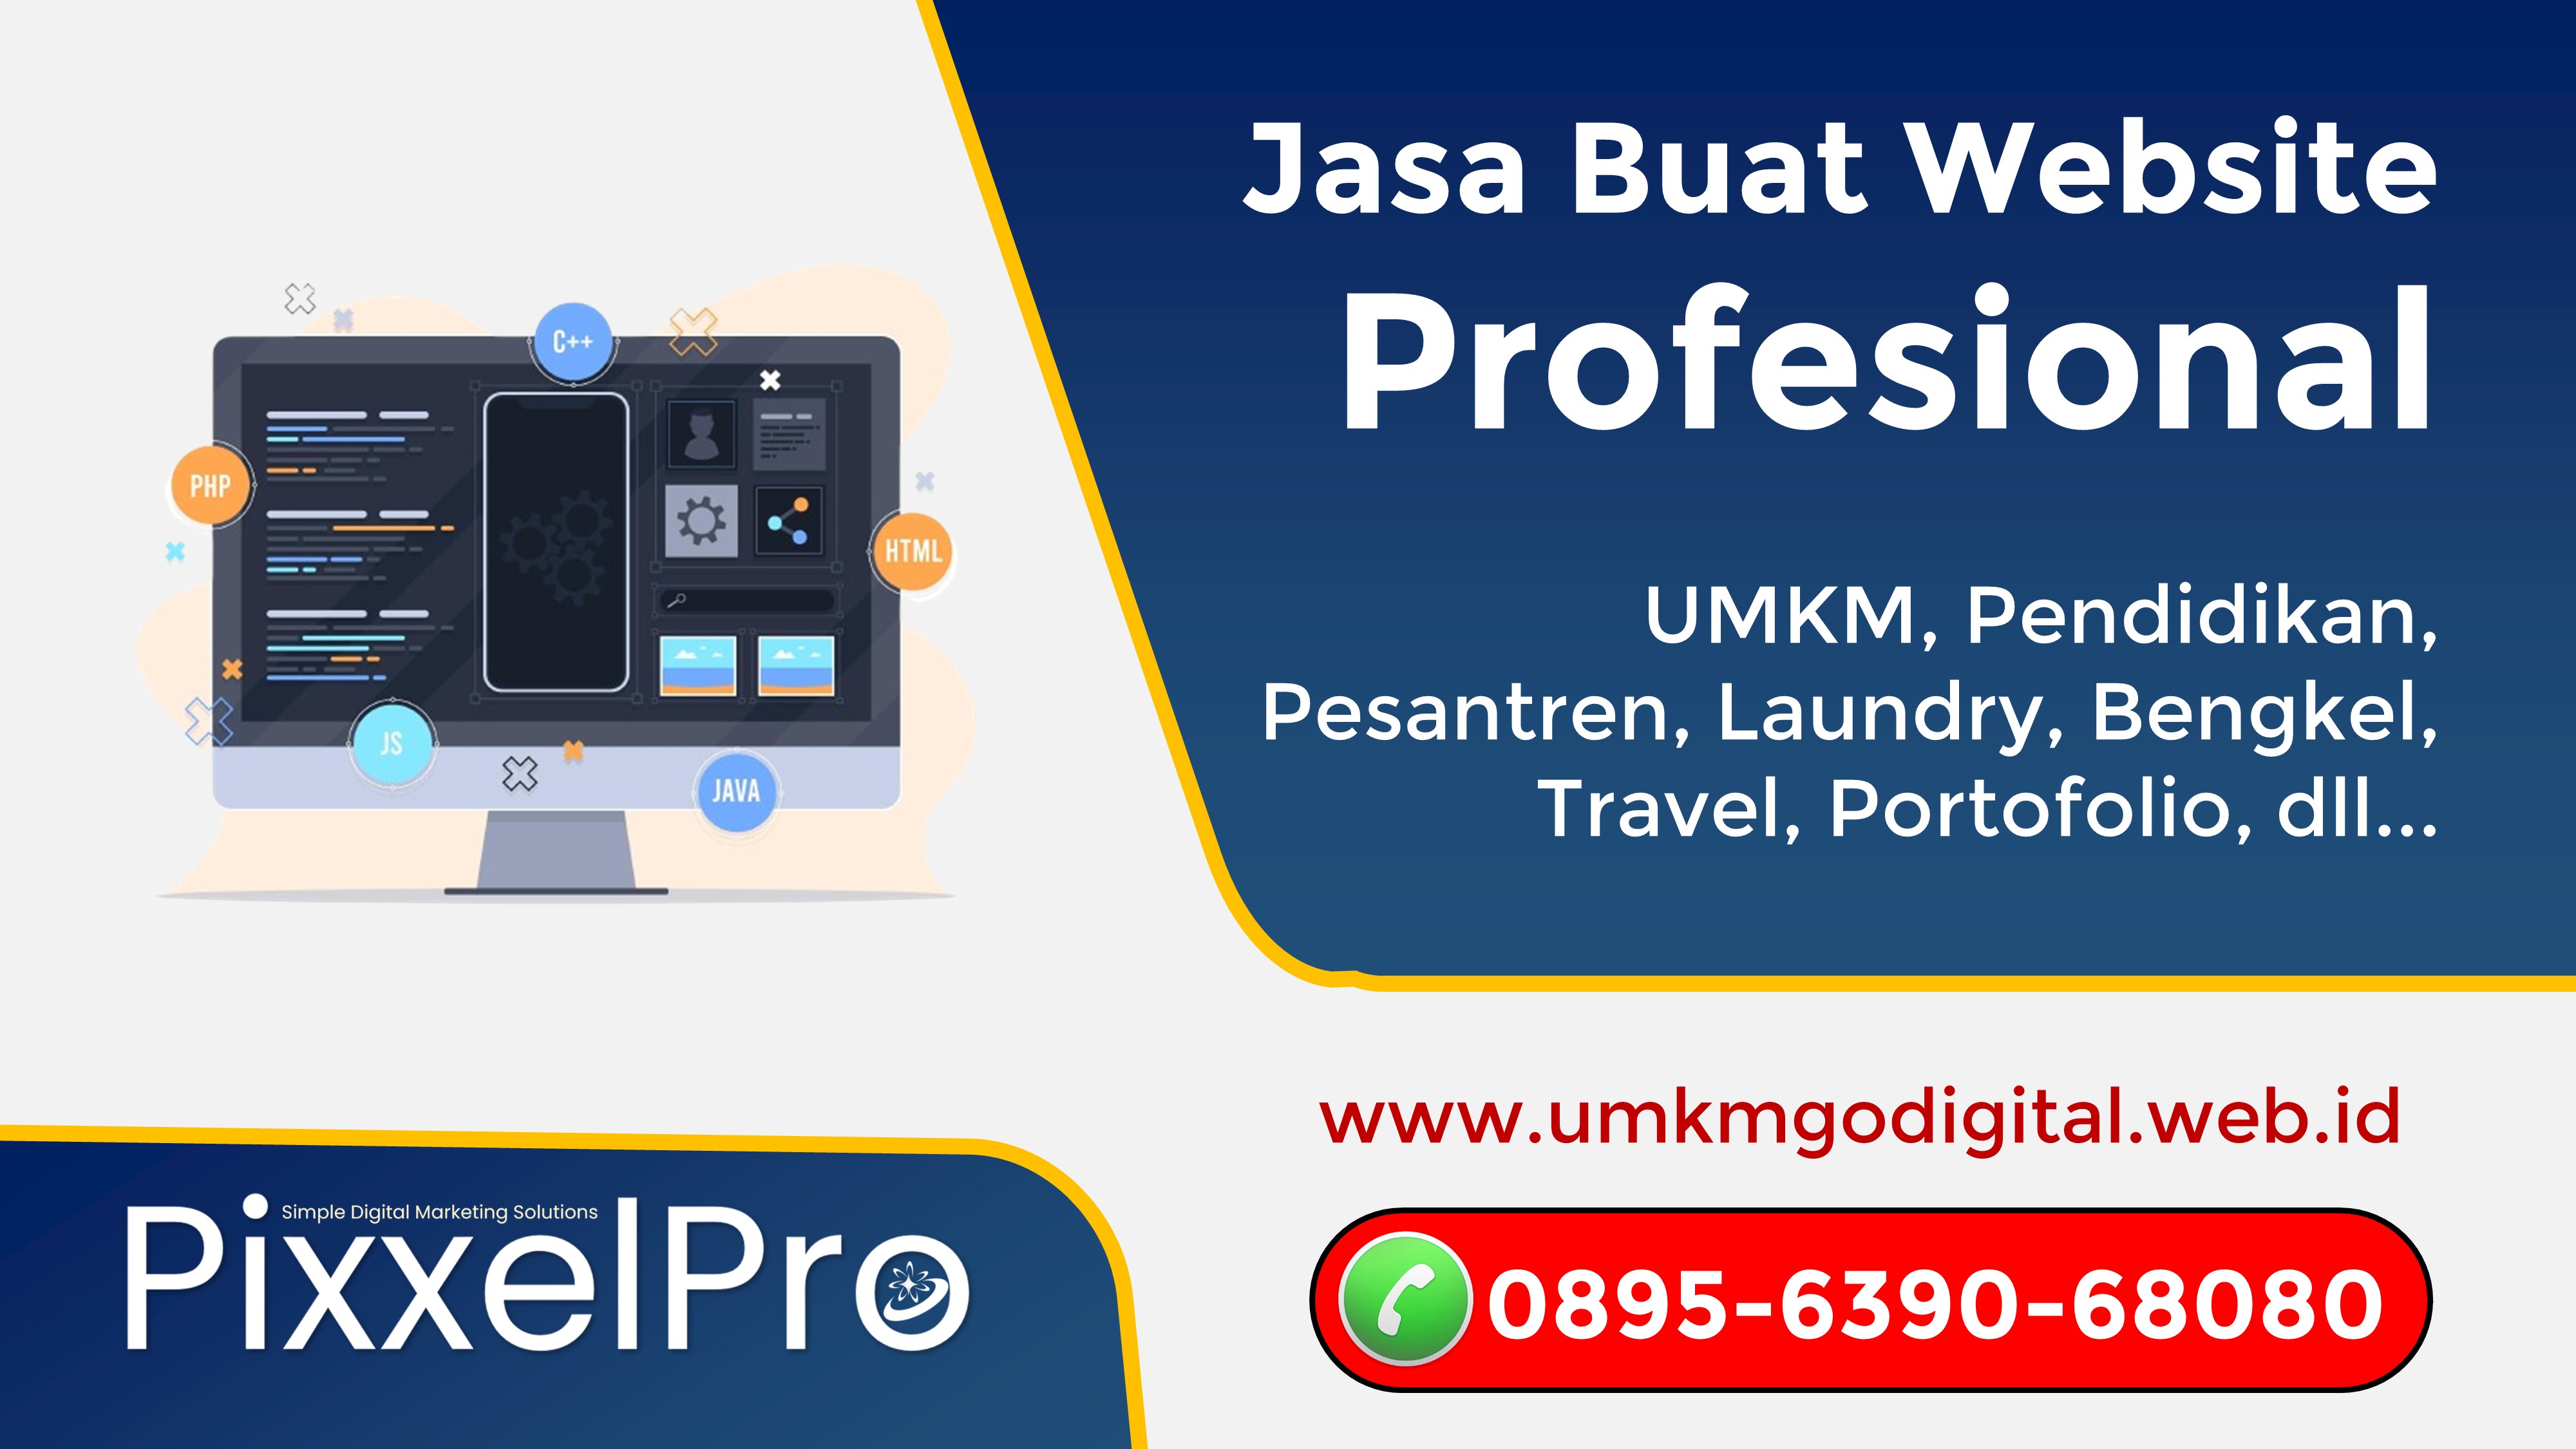 Jasa Buat Website
Profesional
UMKM, Pendidikan,
Pesantren, Laundry, Bengkel,
Travel, Portofolio, dll...
C++
PHP
HTML
JS
JAVA
www.umkmgodigital.web.id
0895-6390-68080
Simple Digital Marketing Solutions
PixxelPro